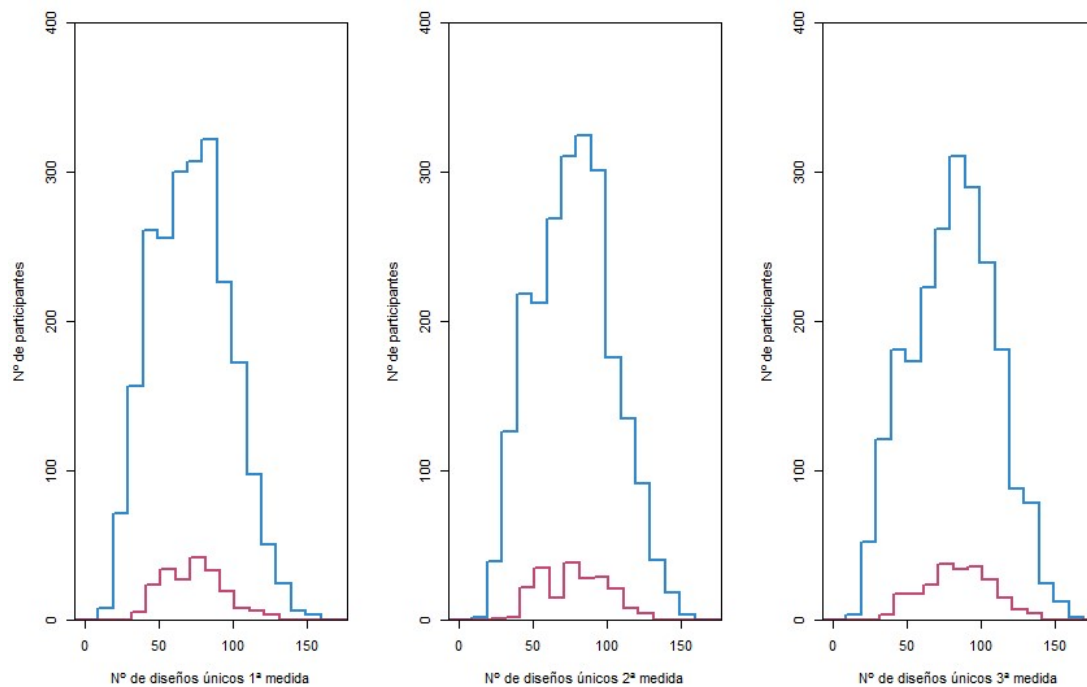 400
300
200
100
0
Nº de participantes
0 50 100 150
Nº de diseños únicos 1ª medida
400
300
200
100
0
Nº de participantes
0 50 100 150
Nº de diseños únicos 2ª medida
400
300
200
100
0
Nº de participantes
0 50 100 150
Nº de diseños únicos 3ª medida